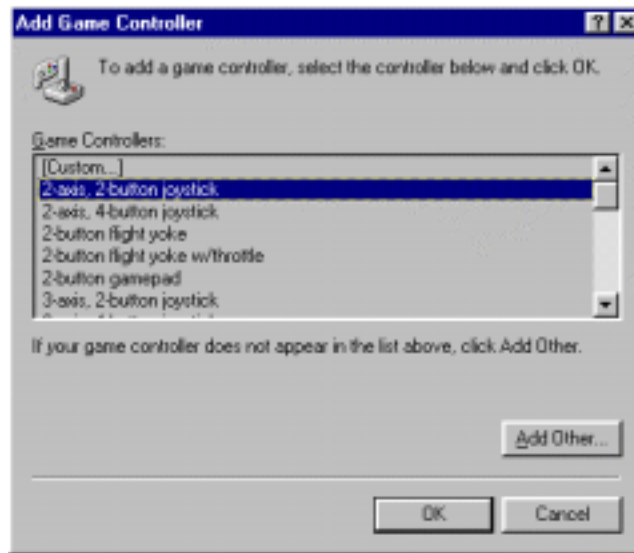 Add Game Controller
To add a game controller, select the controller below and click OK.
Game Controllers:
[Custom...]
2-axis, 2-button joystick
2-axis, 4-button joystick
2-button flight yoke
2-button flight yoke w/throttle
2-button gamepad
3-axis, 2-button joystick
If your game controller does not appear in the list above, click Add Other.
Add Other...
OK
Cancel